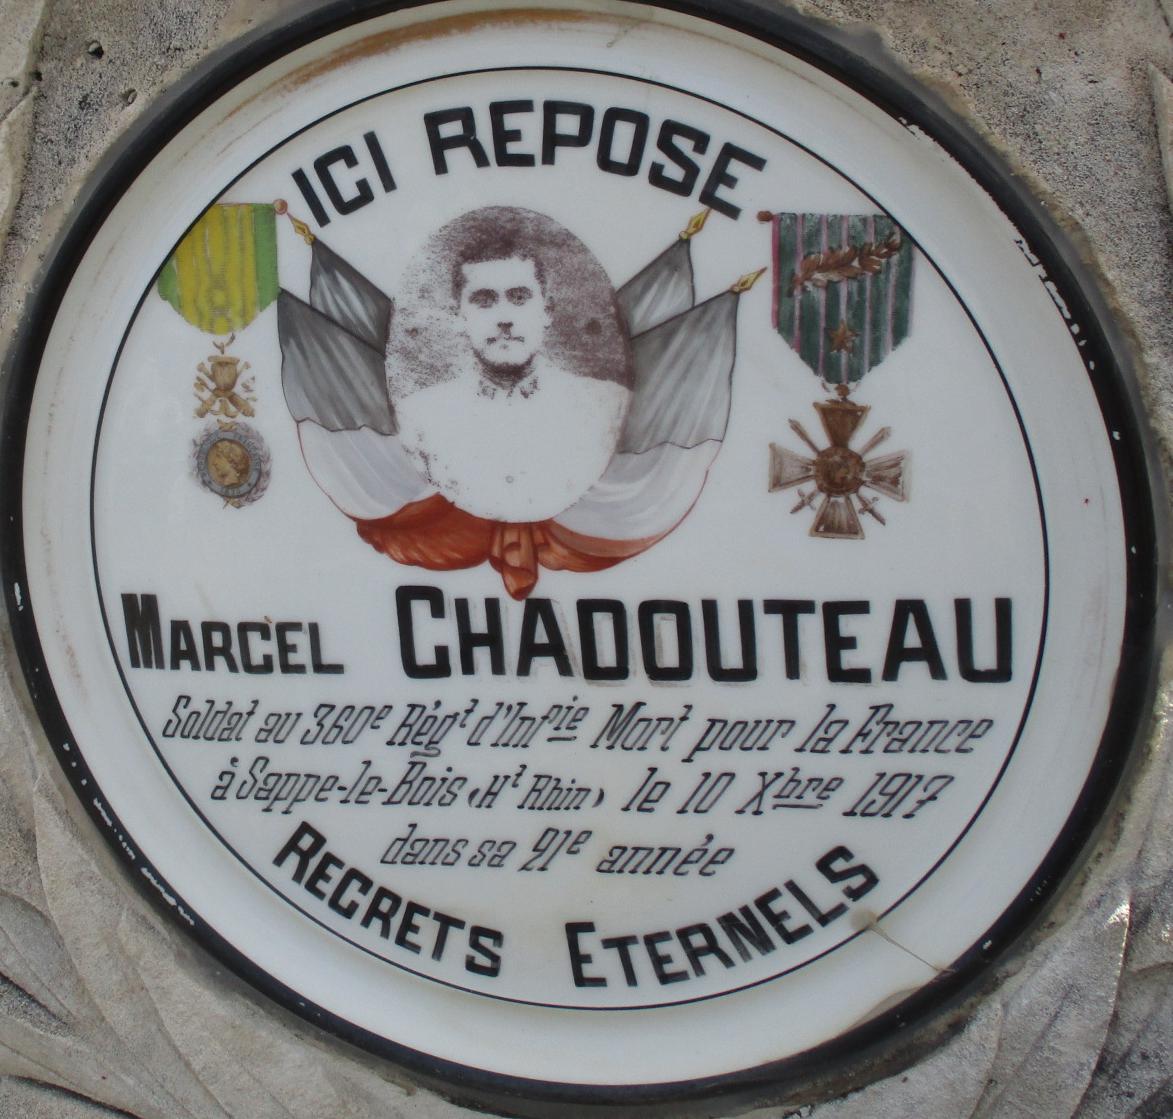 ICI REPOSE
MARCEL CHADOUTEAU
Soldat au 360e Régt d'Infie Mort pour la France
à Sappe-le-Bois (Ht Rhin) le 10 Xbre 1917
dans sa 21e année
REGRETS ETERNELS